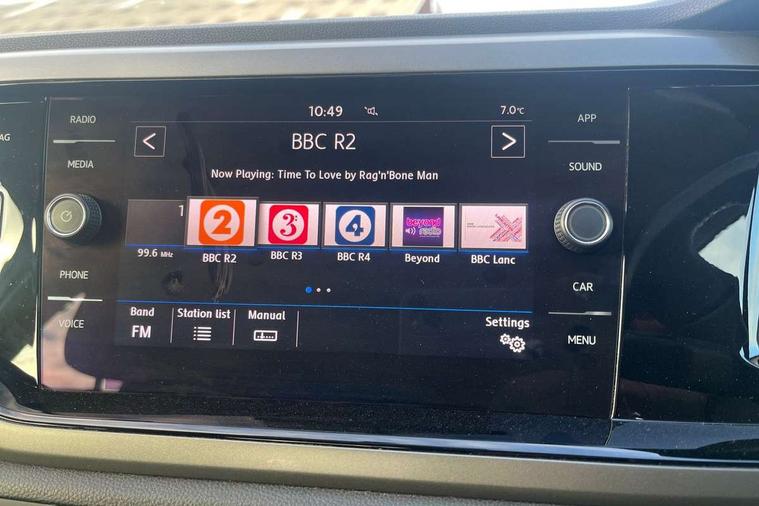 10:49
7.0°C
RADIO
APP
AG
BBC R2
MEDIA
SOUND
Now Playing: Time To Love by Rag'n'Bone Man
1
2
3:
4
beyond
radio
99.6 MHz
BBC R2
BBC R3
BBC R4
Beyond
BBC Lanc
PHONE
CAR
VOICE
Band
Station list
Manual
Settings
FM
MENU